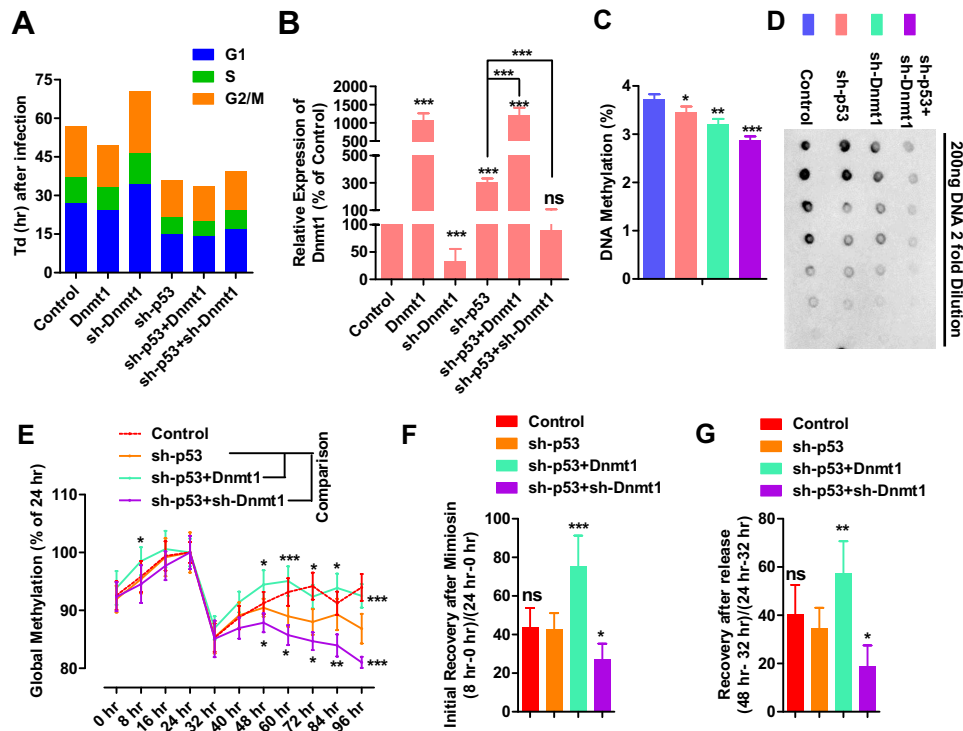 A
G1
S
G2/M
Td (hr) after infection
75
60
45
30
15
0
Control
Dnmt1
sh-Dnmt1
sh-p53
sh-p53+Dnmt1
sh-p53+sh-Dnmt1
B
Relative Expression of
Dnmt1 (% of Control)
2000
1500
1000
500
500
300
100
100
50
0
***
***
***
***
***
***
ns
Control
Dnmt1
sh-Dnmt1
sh-p53
sh-p53+Dnmt1
sh-p53+sh-Dnmt1
C
DNA Methylation (%)
4
3
2
1
0
*
**
***
D
Control
sh-p53
sh-Dnmt1
sh-p53+
sh-Dnmt1
200ng DNA 2 fold Dilution
E
Control
sh-p53
sh-p53+Dnmt1
sh-p53+sh-Dnmt1
Comparison
Global Methylation (% of 24 hr)
110
100
90
80
*
*
***
*
*
***
*
*
*
**
***
0 hr
8 hr
16 hr
24 hr
32 hr
40 hr
48 hr
60 hr
72 hr
84 hr
96 hr
F
Control
sh-p53
sh-p53+Dnmt1
sh-p53+sh-Dnmt1
Initial Recovery after Mimiosin
(8 hr-0 hr)/(24 hr-0 hr)
100
80
60
40
20
0
ns
***
*
G
Control
sh-p53
sh-p53+Dnmt1
sh-p53+sh-Dnmt1
Recovery after release
(48 hr- 32 hr)/(24 hr-32 hr)
80
60
40
20
0
ns
**
*